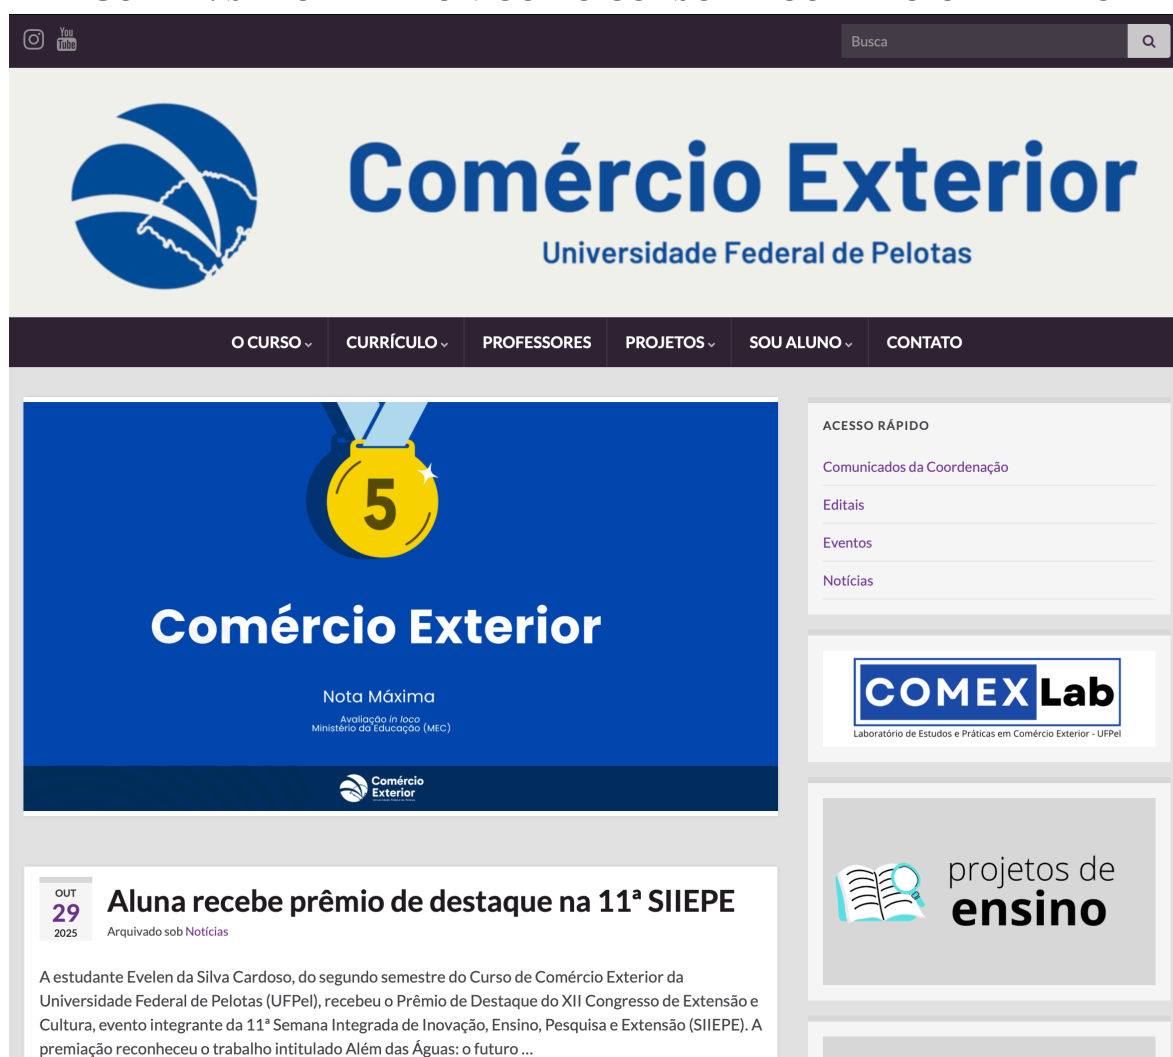 You
Tube
Busca
Comércio Exterior
Universidade Federal de Pelotas
O CURSO
CURRÍCULO
PROFESSORES
PROJETOS
SOU ALUNO
CONTATO
5
Comércio Exterior
Nota Máxima
Avaliação in loco
Ministério da Educação (MEC)
Comércio
Exterior
ACESSO RÁPIDO
Comunicados da Coordenação
Editais
Eventos
Notícias
COMEX Lab
Laboratório de Estudos e Práticas em Comércio Exterior - UFPel
projetos de
ensino
OUT
29
2025
Aluna recebe prêmio de destaque na 11ª SIIEPE
Arquivado sob Notícias
A estudante Evelen da Silva Cardoso, do segundo semestre do Curso de Comércio Exterior da
Universidade Federal de Pelotas (UFPel), recebeu o Prêmio de Destaque do XII Congresso de Extensão e
Cultura, evento integrante da 11ª Semana Integrada de Inovação, Ensino, Pesquisa e Extensão (SIIEPE). A
premiação reconheceu o trabalho intitulado Além das Águas: o futuro ...